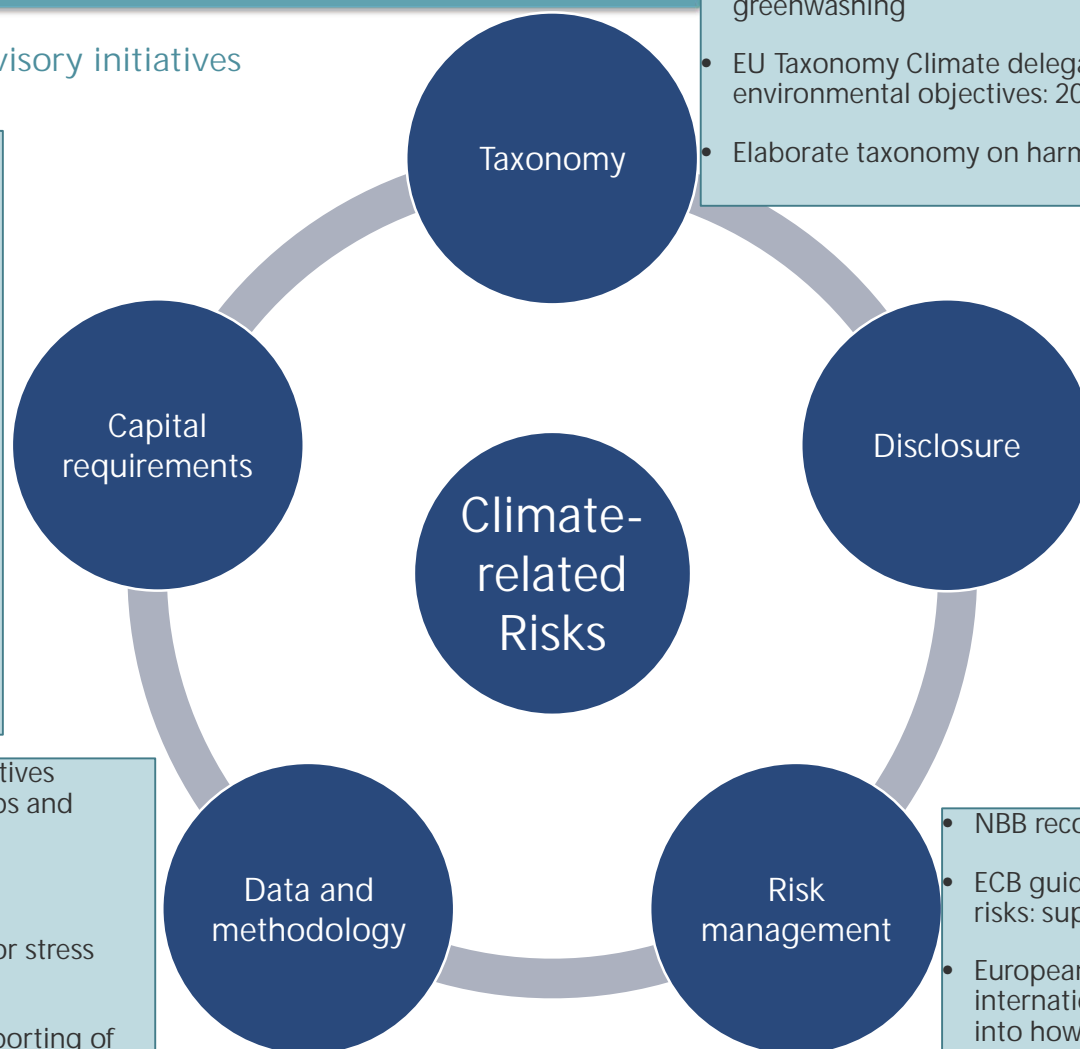 greenwashing
visory initiatives
• EU Taxonomy Climate delega
environmental objectives: 20
• Elaborate taxonomy on harm
Taxonomy
Capital
requirements
Disclosure
Climate-
related
Risks
tives
os and
or stress
porting of
Data and
methodology
Risk
management
• NBB reco
• ECB guid
risks: sup
• European
internatio
into how